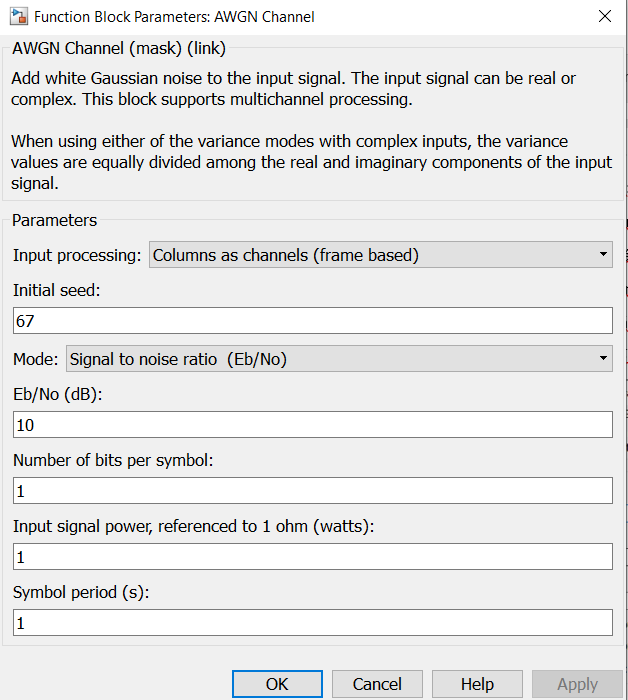 Function Block Parameters: AWGN Channel
AWGN Channel (mask) (link)
Add white Gaussian noise to the input signal. The input signal can be real or
complex. This block supports multichannel processing.
When using either of the variance modes with complex inputs, the variance
values are equally divided among the real and imaginary components of the input
signal.
Parameters
Input processing: Columns as channels (frame based)
Initial seed:
67
Mode: Signal to noise ratio  (Eb/No)
Eb/No (dB):
10
Number of bits per symbol:
1
Input signal power, referenced to 1 ohm (watts):
1
Symbol period (s):
1
OK Cancel Help Apply